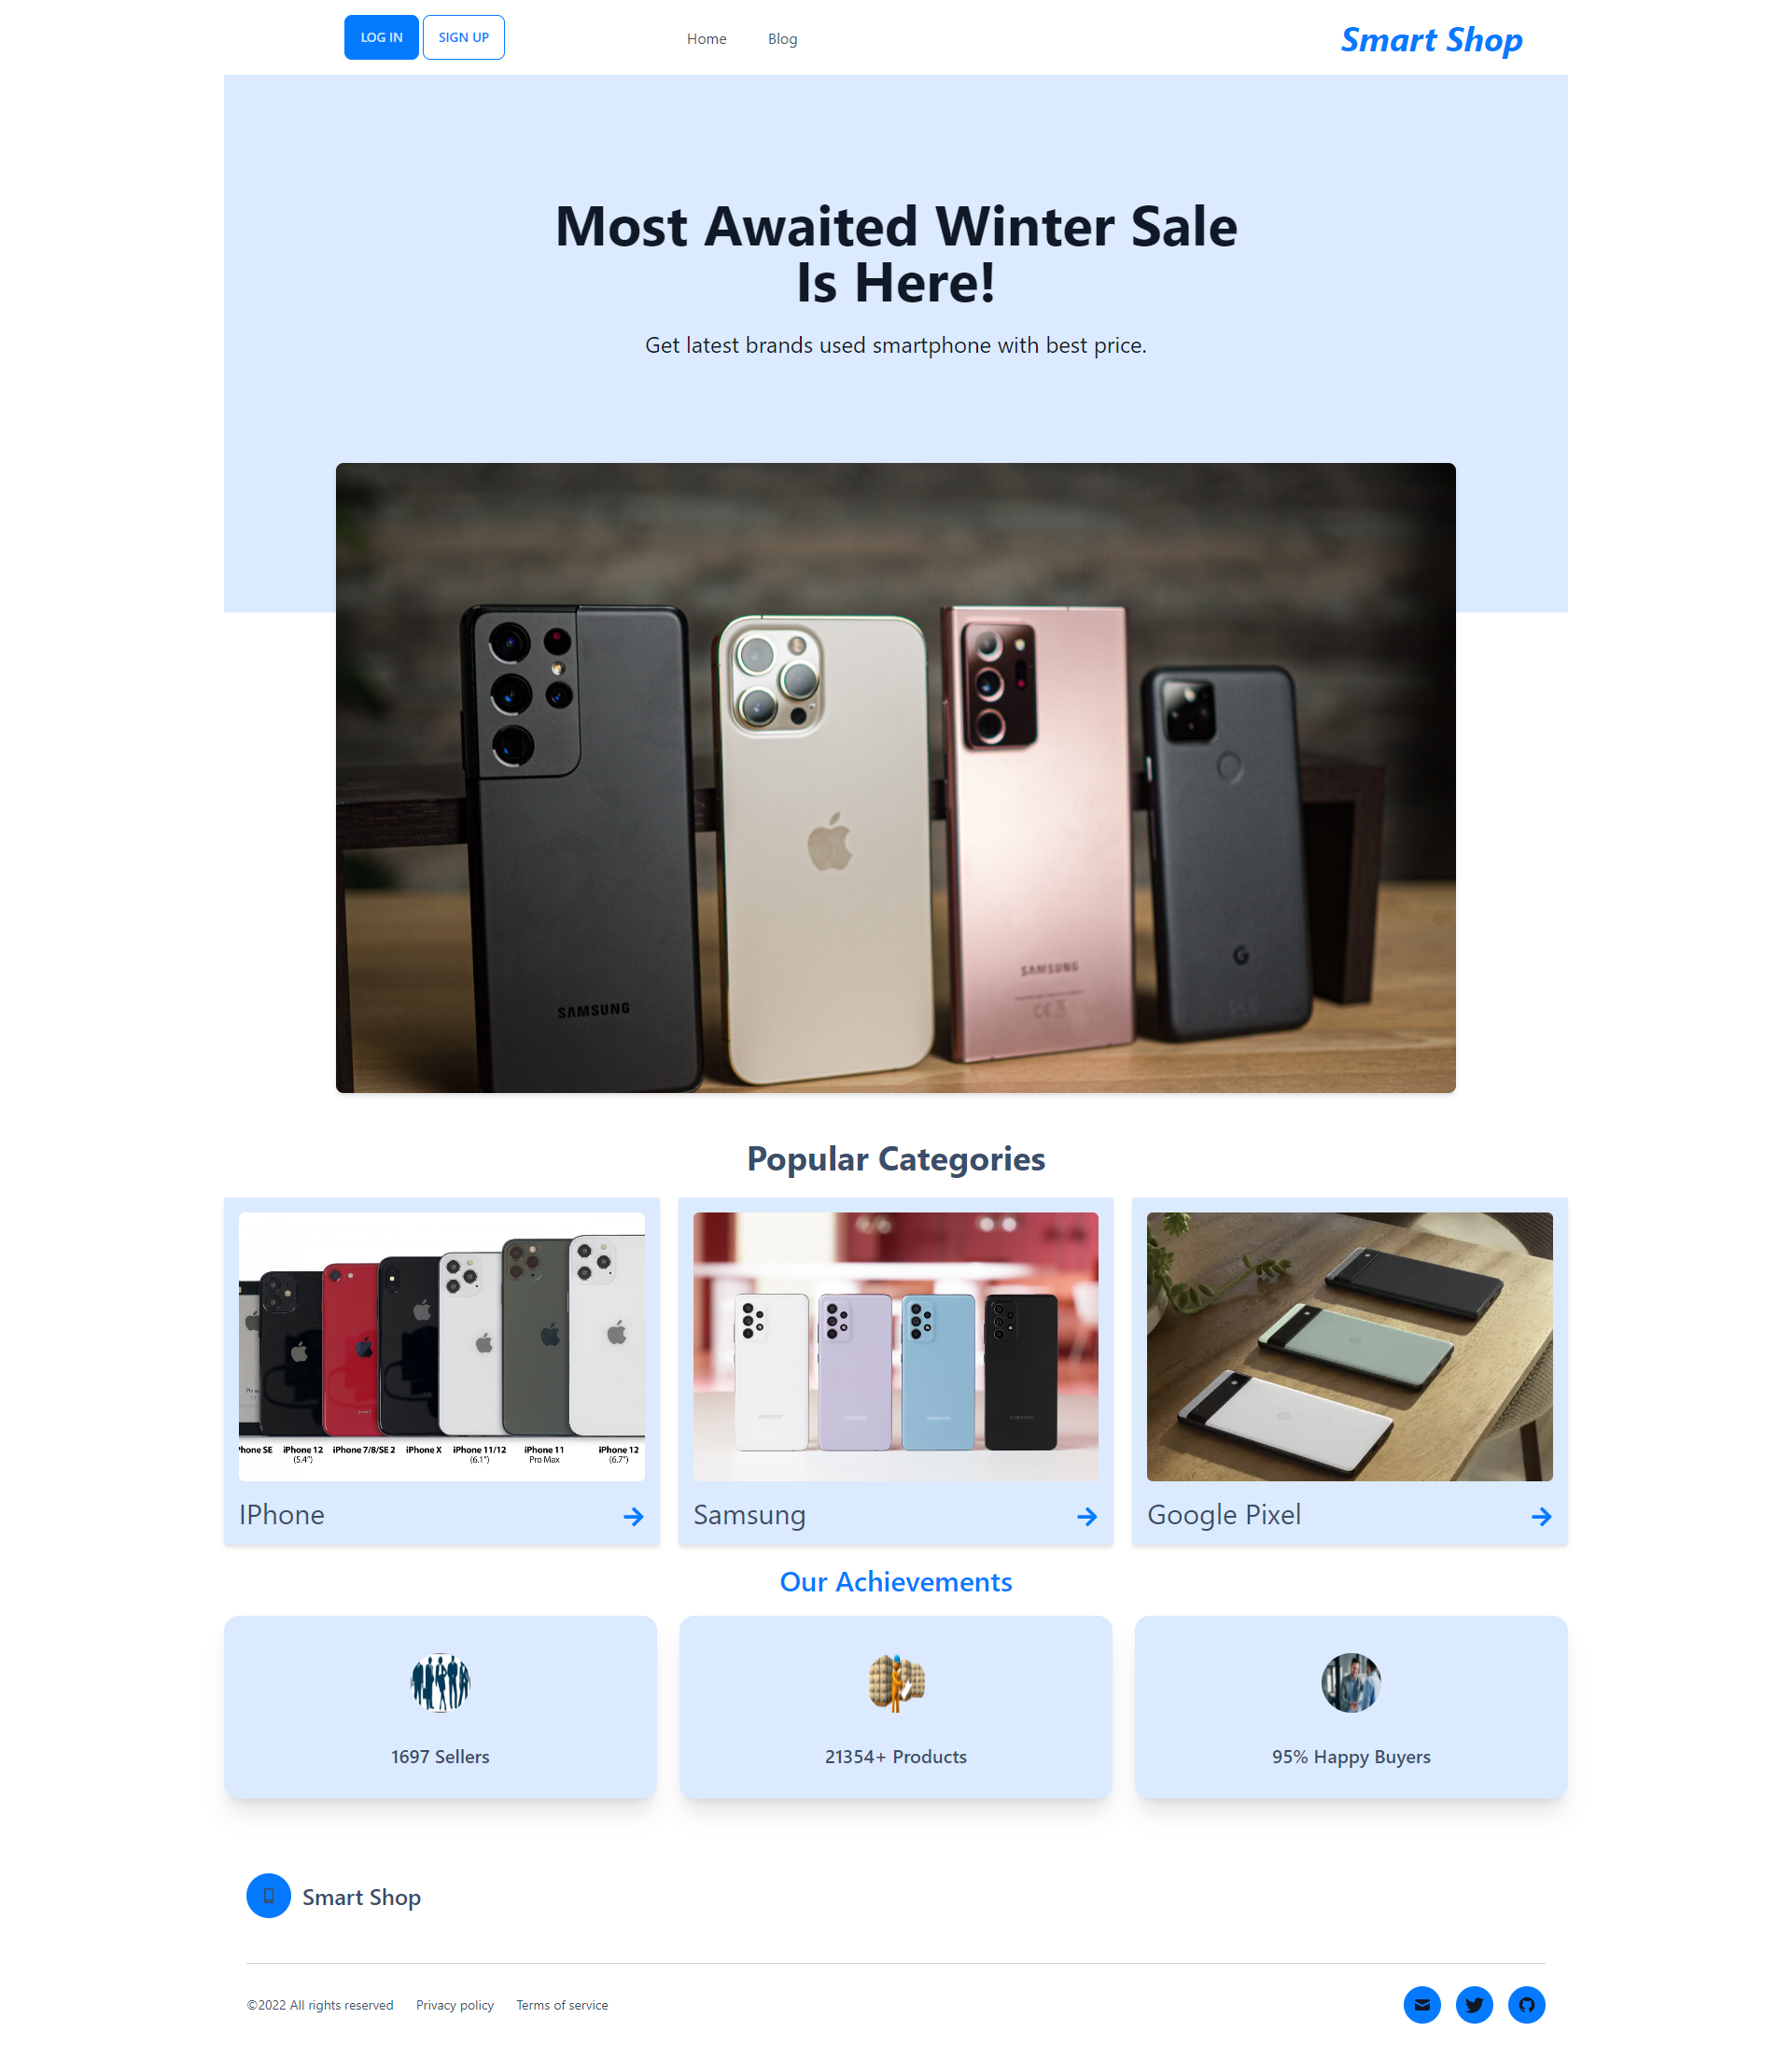 LOG IN
SIGN UP
Home
Blog
Smart Shop
Most Awaited Winter Sale
Is Here!
Get latest brands used smartphone with best price.
SAMSUNG
SAMSUNG
Popular Categories
iPhone 12
(5.4")
iPhone 7/8/SE 2
iPhone X
iPhone 11/12
(6.1")
iPhone 11
Pro Max
iPhone 12
(6.7")
IPhone
Samsung
Google Pixel
Our Achievements
1697 Sellers
21354+ Products
95% Happy Buyers
Smart Shop
©2022 All rights reserved
Privacy policy
Terms of service